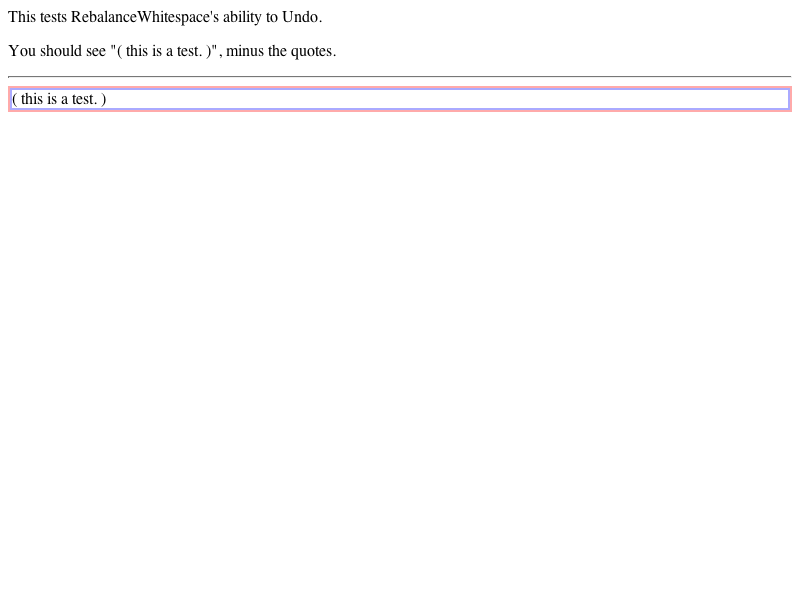 This tests RebalanceWhitespace's ability to Undo.
You should see "( this is a test. )", minus the quotes.
( this is a test. )